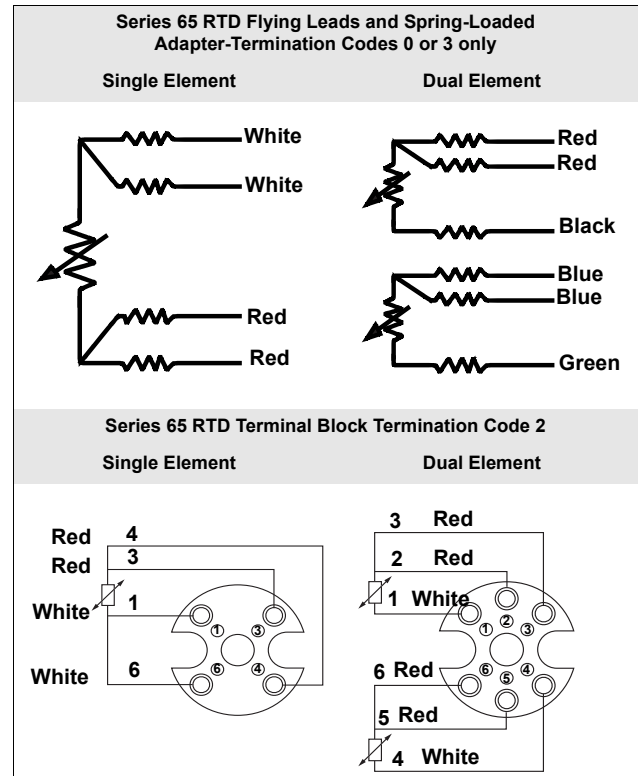 Series 65 RTD Flying Leads and Spring-Loaded
Adapter-Termination Codes 0 or 3 only
Single Element
Dual Element
White
White
Red
Red
Red
Red
Black
Blue
Blue
Green
Series 65 RTD Terminal Block Termination Code 2
Single Element
Dual Element
Red 4
Red 3
White 1
White 6
1 3
6 4
3 Red
2 Red
1 White
6 Red
5 Red
4 White
1 2 3
6 5 4